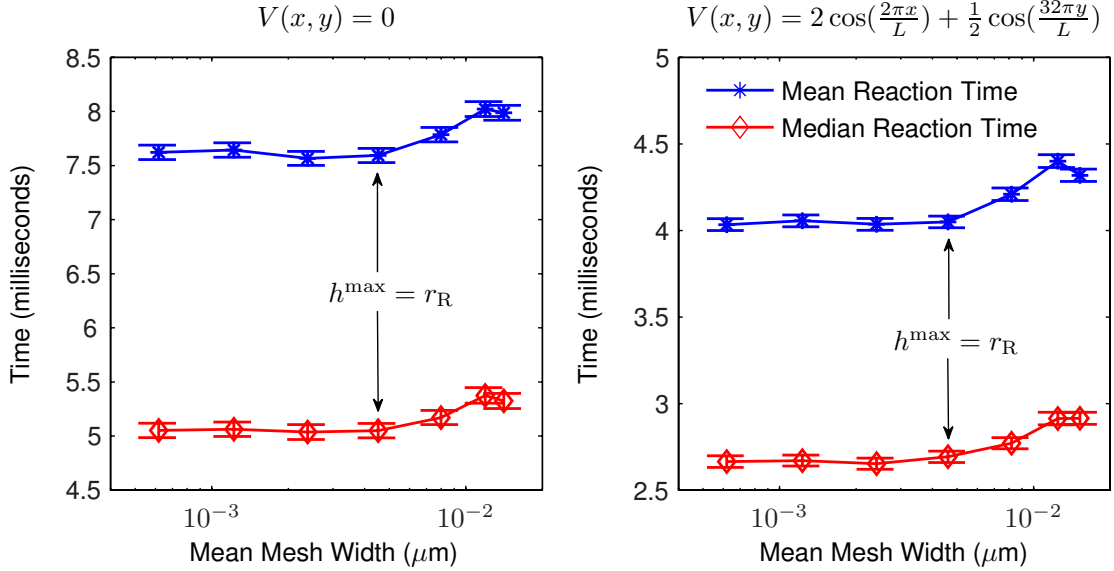 V(x, y) = 0
8.5
8
7.5
7
6.5
6
5.5
5
4.5
Time (milliseconds)
h^max = r_R
10^−3
10^−2
Mean Mesh Width (μm)
V(x, y) = 2 cos(2πx/L) + 1/2 cos(32πy/L)
5
4.5
4
3.5
3
2.5
Time (milliseconds)
Mean Reaction Time
Median Reaction Time
h^max = r_R
10^−3
10^−2
Mean Mesh Width (μm)